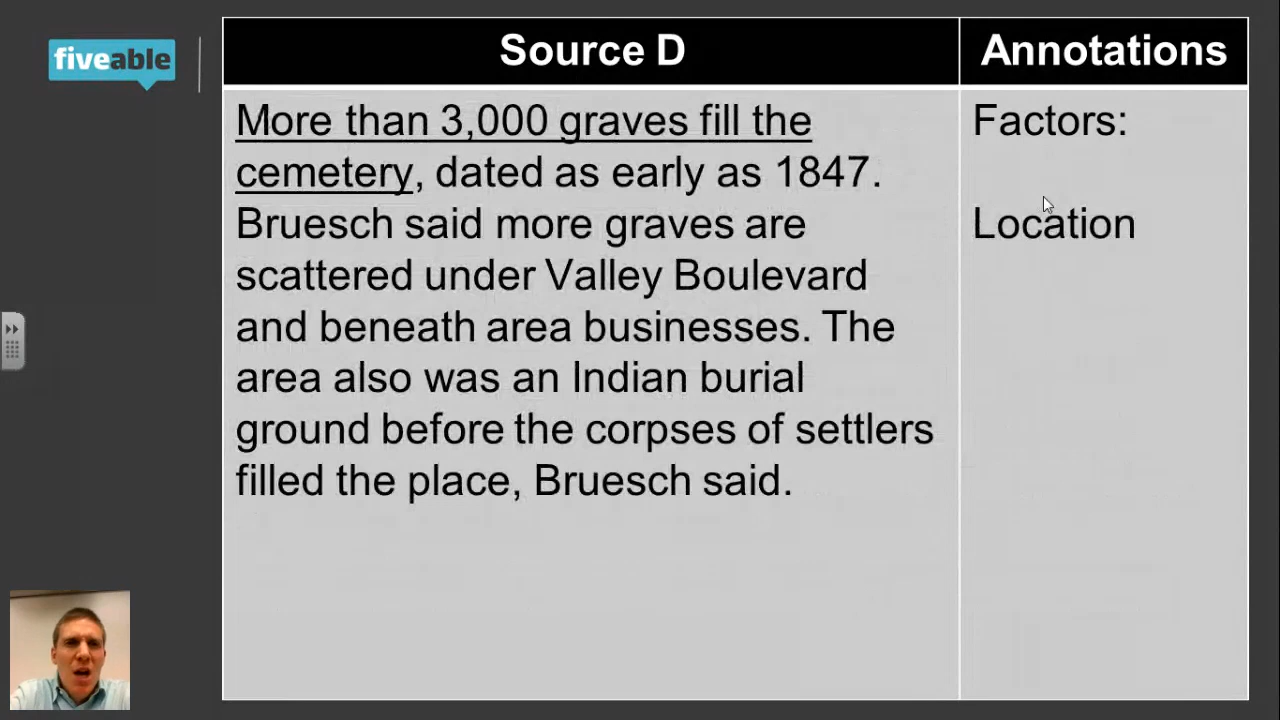 fiveable
Source D
Annotations
More than 3,000 graves fill the
cemetery, dated as early as 1847.
Bruesch said more graves are
scattered under Valley Boulevard
and beneath area businesses. The
area also was an Indian burial
ground before the corpses of settlers
filled the place, Bruesch said.
Factors:
Location